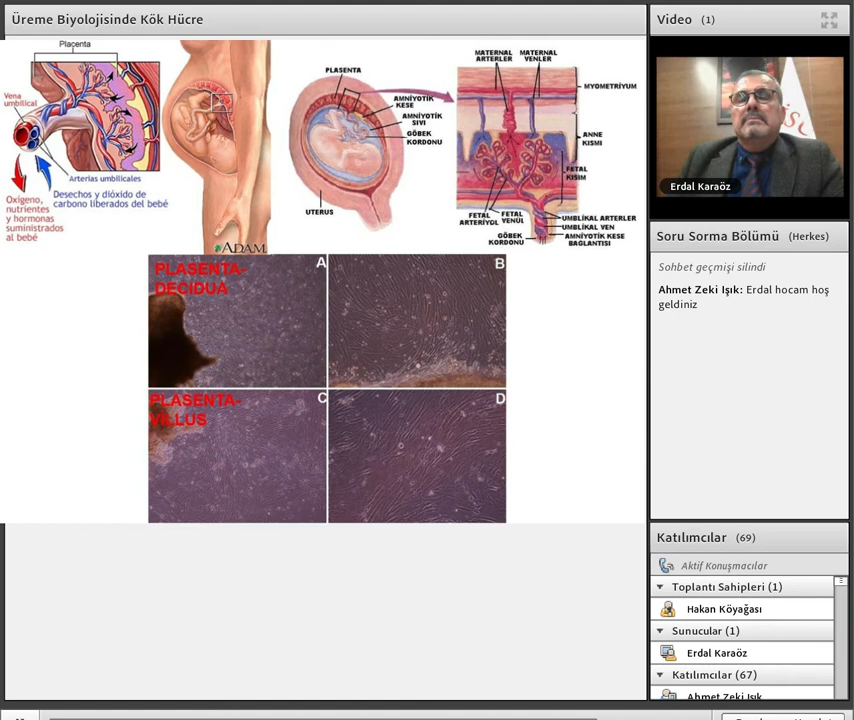 Üreme Biyolojisinde Kök Hücre
Placenta
Vena
umbilical
Arterias umbilicales
Oxígeno,
nutrientes
y hormonas
suministrados
al bebé
Desechos y dióxido de
carbono liberados del bebé
ADAM.
PLASENTA
AMNİYOTİK
KESE
AMNİYOTİK
SIVI
GÖBEK
KORDONU
UTERUS
MATERNAL
ARTERLER
MATERNAL
VENLER
MYOMETRİYUM
ANNE
KISMI
FETAL
KISIM
FETAL
ARTERİYOL
FETAL
VENÜL
UMBLİKAL ARTERLER
UMBLİKAL VEN
GÖBEK
KORDONU
AMNİYOTİK KESE
BAĞLANTISI
PLASENTA-
DECİDUA
A
B
PLASENTA-
VİLLUS
C
D
Video (1)
Erdal Karaöz
Soru Sorma Bölümü (Herkes)
Sohbet geçmişi silindi
Ahmet Zeki Işık: Erdal hocam hoş
geldiniz
Katılımcılar (69)
Aktif Konuşmacılar
Toplantı Sahipleri (1)
Hakan Köyağası
Sunucular (1)
Erdal Karaöz
Katılımcılar (67)
Ahmet Zeki Işık